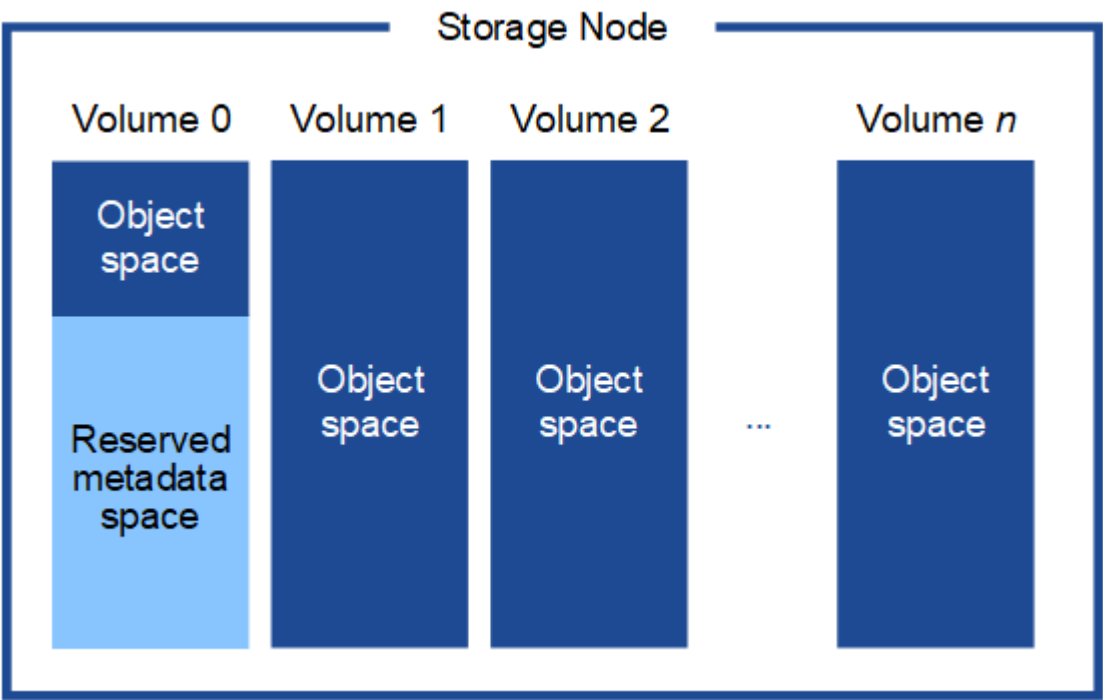 Storage Node
Volume 0
Volume 1
Volume 2
Volume n
Object
space
Reserved
metadata
space
Object
space
Object
space
...
Object
space